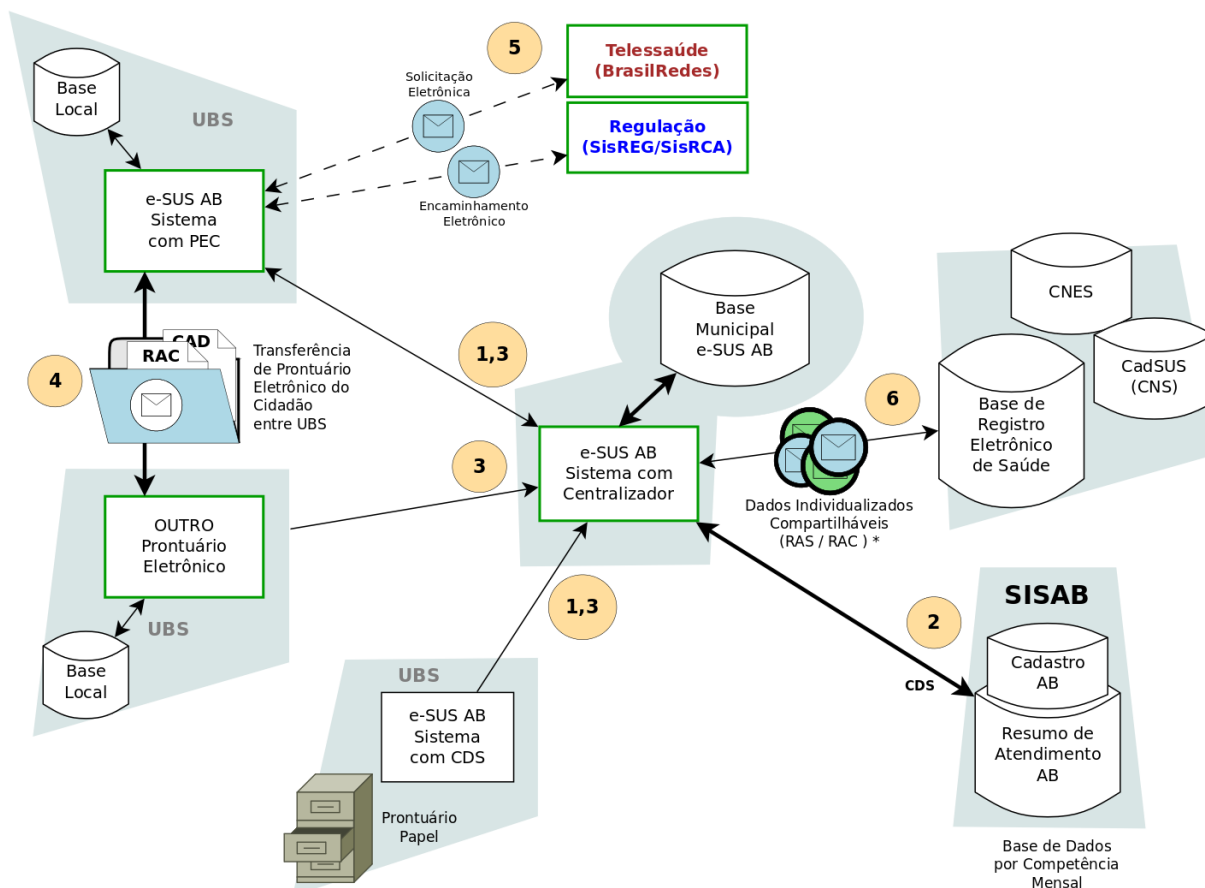 Base
Local
UBS
e-SUS AB
Sistema
com PEC
5
Solicitação
Eletrônica
Telessaúde
(BrasilRedes)
Regulação
(SisREG/SisRCA)
Encaminhamento
Eletrônico
4
CAD
RAC
Transferência
de Prontuário
Eletrônico do
Cidadão
entre UBS
1,3
Base
Municipal
e-SUS AB
CNES
CadSUS
(CNS)
6
Base de
Registro
Eletrônico
de Saúde
3
e-SUS AB
Sistema com
Centralizador
Dados Individualizados
Compartilháveis
(RAS / RAC ) *
OUTRO
Prontuário
Eletrônico
UBS
Base
Local
1,3
UBS
e-SUS AB
Sistema
com CDS
Prontuário
Papel
SISAB
2
CDS
Cadastro
AB
Resumo de
Atendimento
AB
Base de Dados
por Competência
Mensal